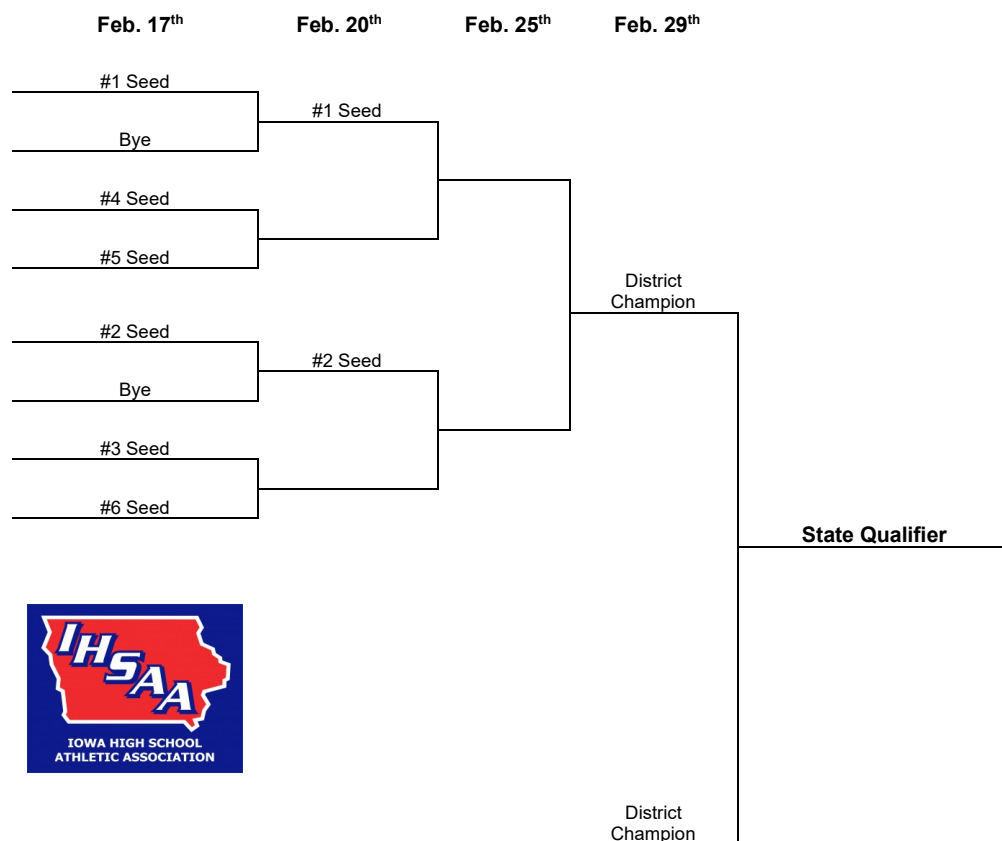 Feb. 17th Feb. 20th Feb. 25th Feb. 29th
#1 Seed
#1 Seed
Bye
#4 Seed
#5 Seed
District
Champion
#2 Seed
#2 Seed
Bye
#3 Seed
#6 Seed
State Qualifier
IHSAA
IOWA HIGH SCHOOL
ATHLETIC ASSOCIATION
District
Champion